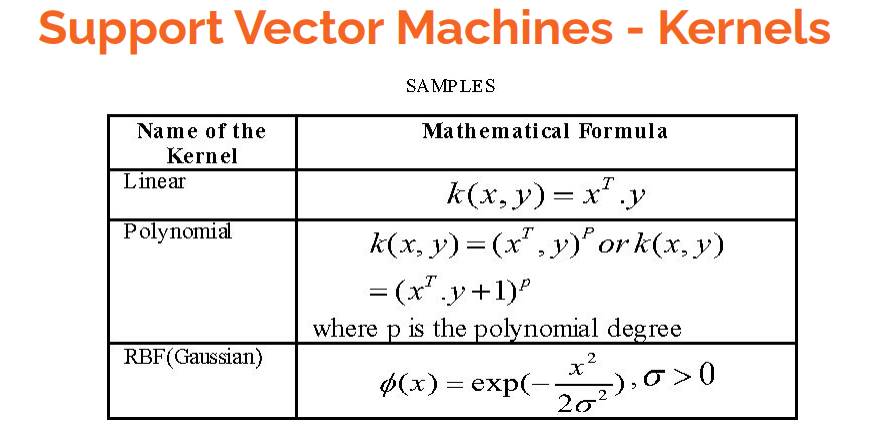 Support Vector Machines - Kernels
SAMPLES
Name of the Kernel
Mathematical Formula
Linear
k(x, y) = x^T .y
Polynomial
k(x, y) = (x^T , y)^P or k(x, y)
= (x^T .y + 1)^p
where p is the polynomial degree
RBF(Gaussian)
ϕ(x) = exp(− x^2 / 2σ^2), σ > 0